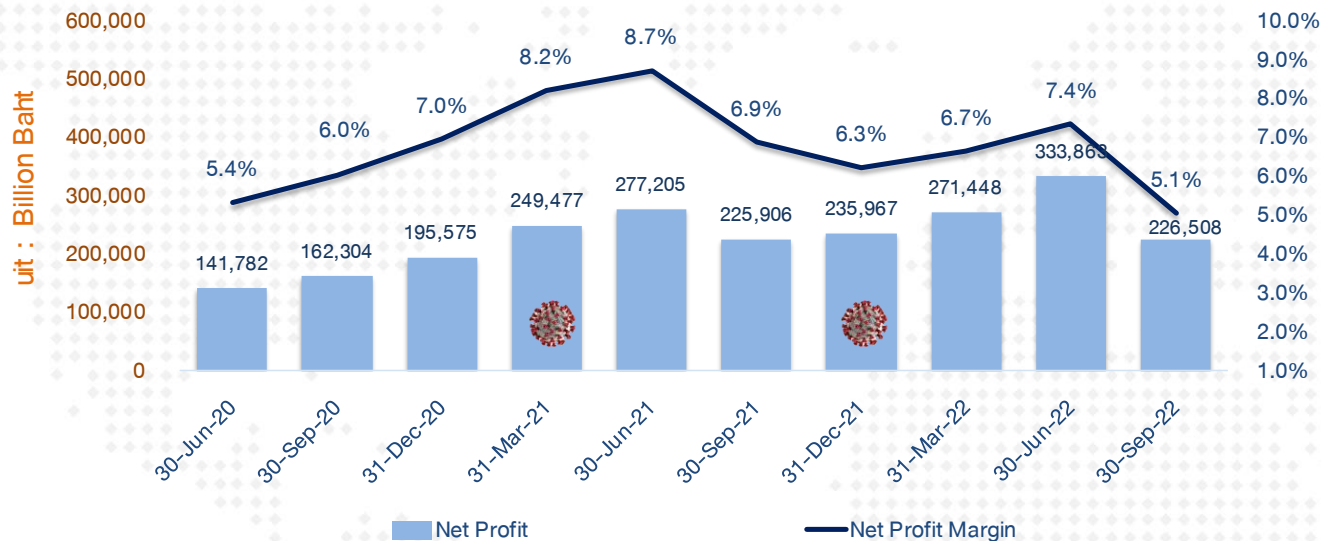 uit : Billion Baht
600,000
500,000
400,000
300,000
200,000
100,000
0
10.0%
9.0%
8.0%
7.0%
6.0%
5.0%
4.0%
3.0%
2.0%
1.0%
5.4%
6.0%
7.0%
8.2%
8.7%
6.9%
6.3%
6.7%
7.4%
5.1%
141,782
162,304
195,575
249,477
277,205
225,906
235,967
271,448
333,863
226,508
30-Jun-20
30-Sep-20
31-Dec-20
31-Mar-21
30-Jun-21
30-Sep-21
31-Dec-21
31-Mar-22
30-Jun-22
30-Sep-22
Net Profit
Net Profit Margin